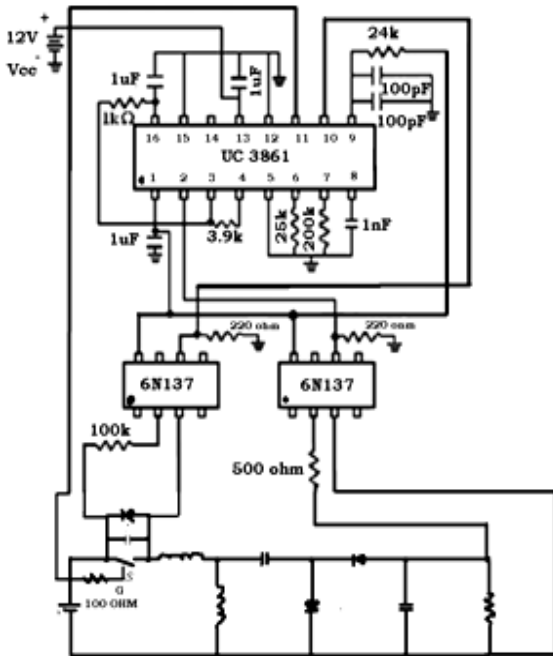 +
12V
Vcc
-
24k
1uF
1uF
100pF
100pF
1kΩ
16 15 14 13 12 11 10 9
UC 3861
1 2 3 4 5 6 7 8
1uF
3.9k
25k
200k
1nF
220 ohm
220 ohm
6N137
6N137
100k
500 ohm
S
G
100 OHM